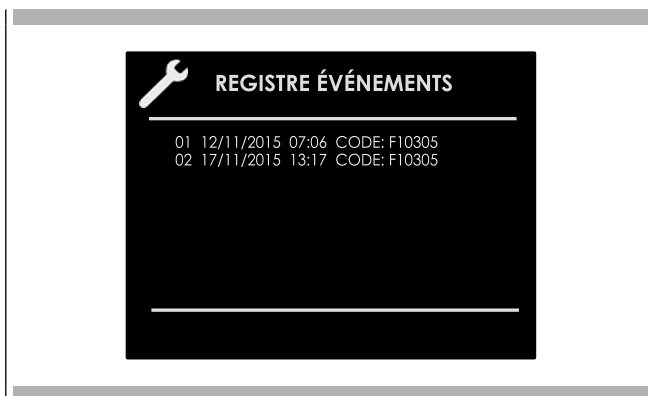 REGISTRE ÉVÉNEMENTS
01 12/11/2015 07:06 CODE: F10305
02 17/11/2015 13:17 CODE: F10305